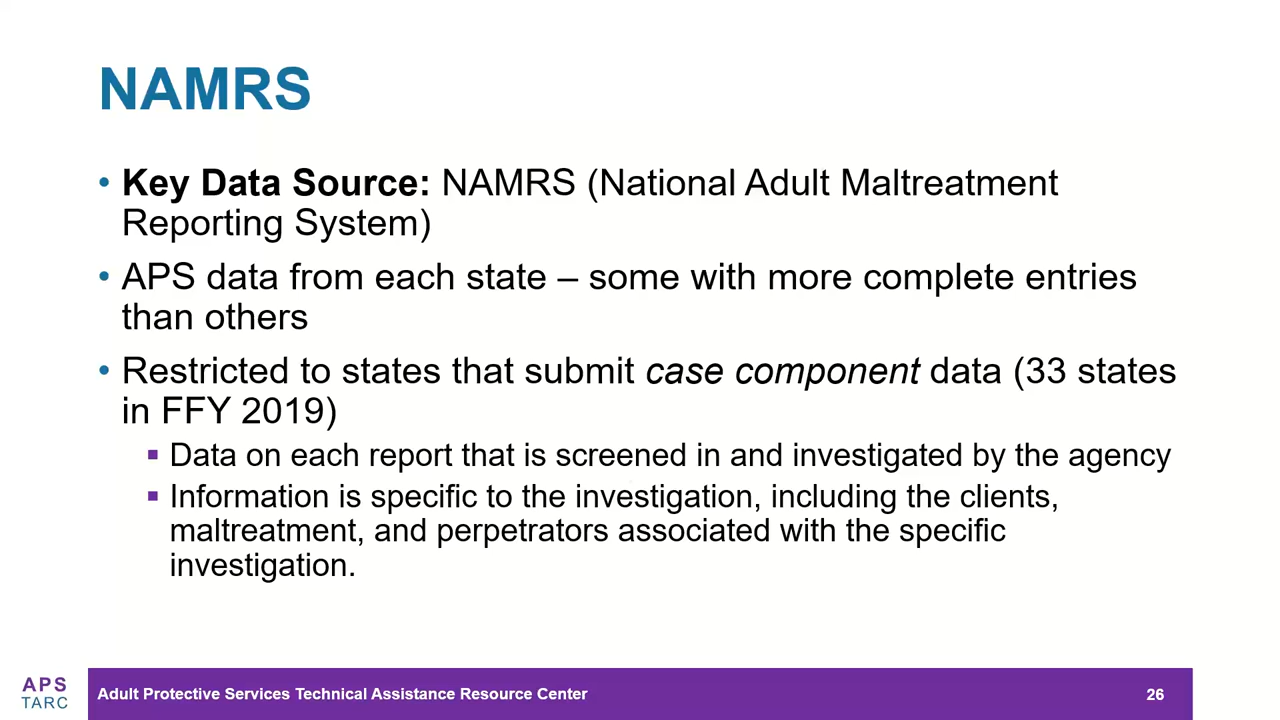 NAMRS
• Key Data Source: NAMRS (National Adult Maltreatment
Reporting System)
• APS data from each state – some with more complete entries
than others
• Restricted to states that submit case component data (33 states
in FFY 2019)
▪ Data on each report that is screened in and investigated by the agency
▪ Information is specific to the investigation, including the clients,
maltreatment, and perpetrators associated with the specific
investigation.
APS
TARC
Adult Protective Services Technical Assistance Resource Center
26